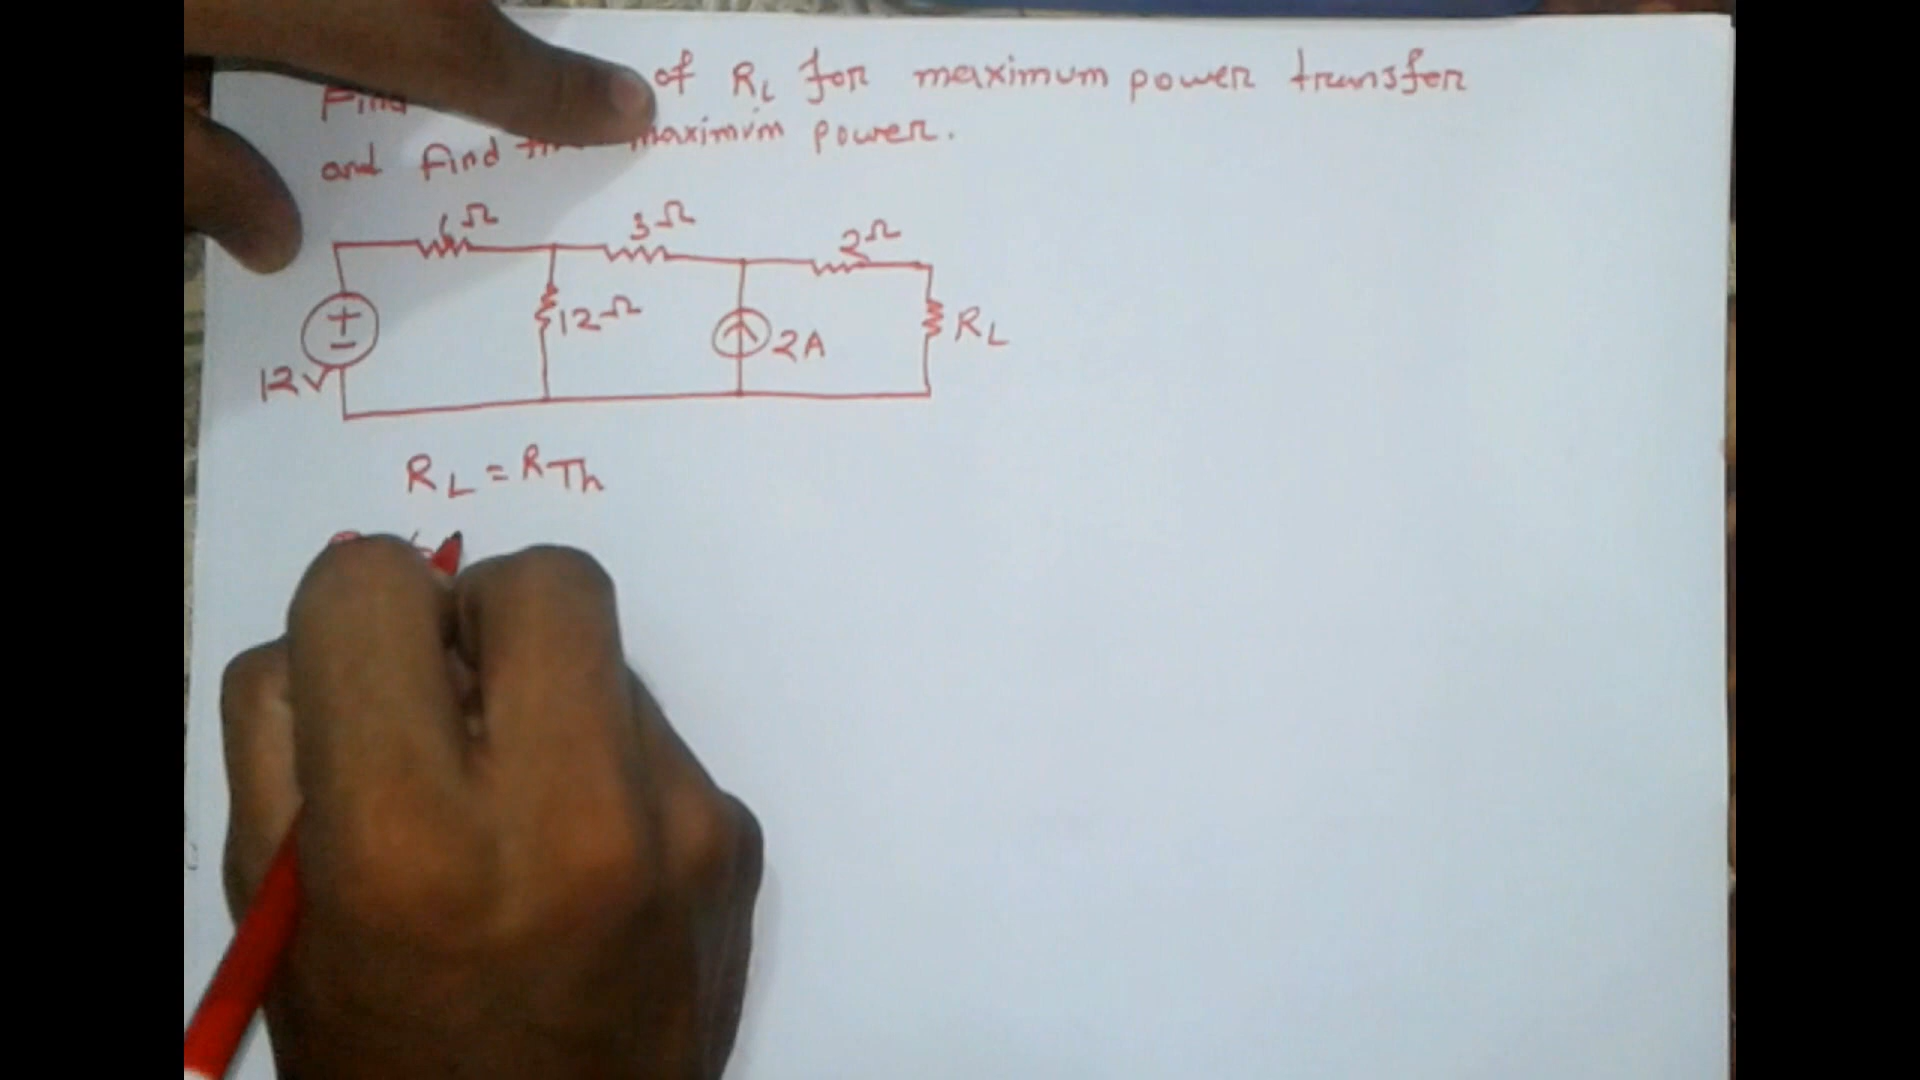 Find of RL for maximum power transfer
and find maximum power.
6Ω 3Ω 2Ω
12V + − 12Ω 2A RL
RL = RTh